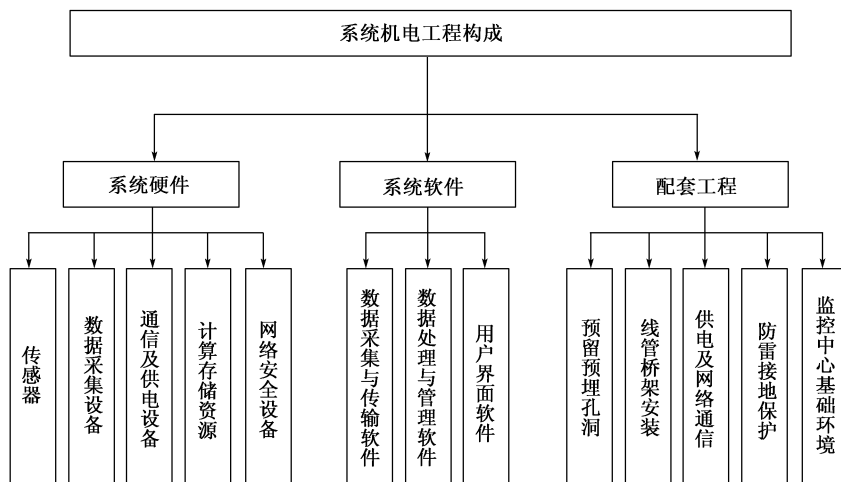 系统机电工程构成
系统硬件
系统软件
配套工程
传感器
数据采集设备
通信及供电设备
计算存储资源
网络安全设备
数据采集与传输软件
数据处理与管理软件
用户界面软件
预留预埋孔洞
线管桥架安装
供电及网络通信
防雷接地保护
监控中心基础环境